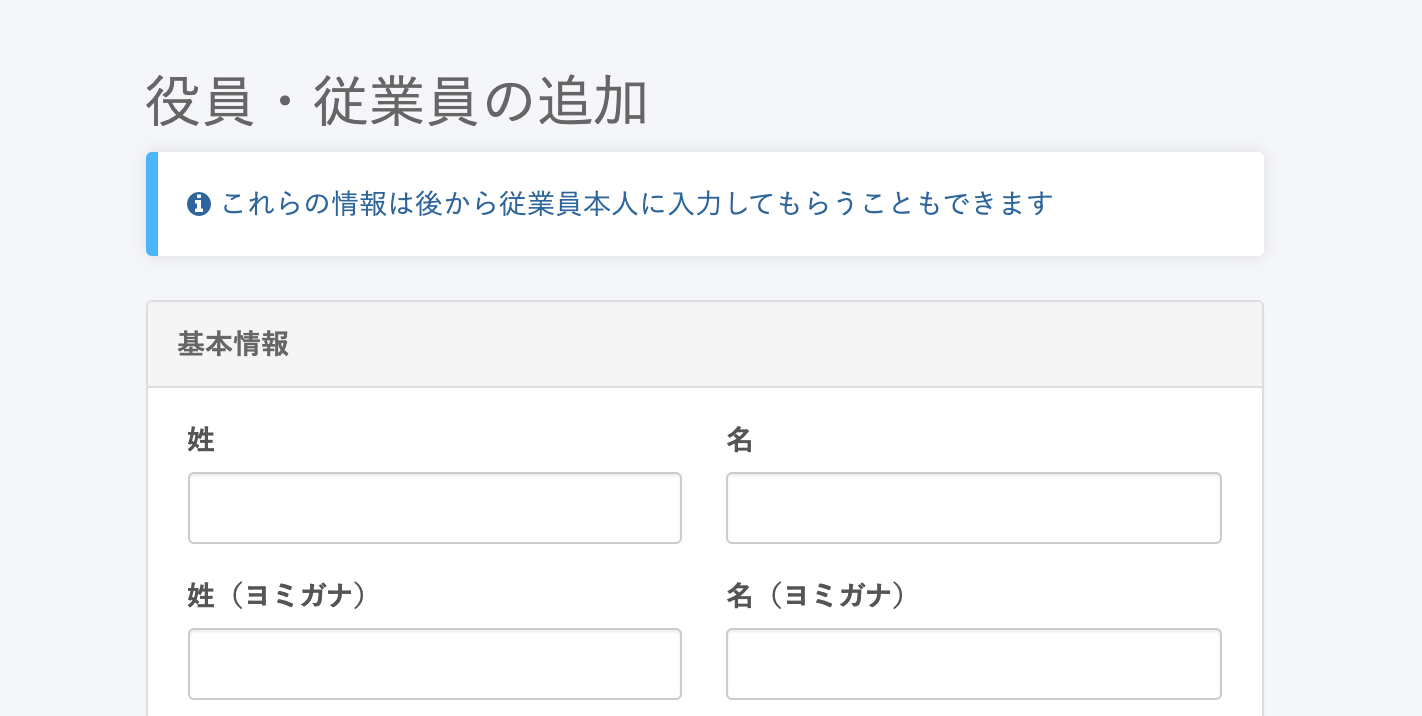 役員・従業員の追加
これらの情報は後から従業員本人に入力してもらうこともできます
基本情報
姓
名
姓（ヨミガナ）
名（ヨミガナ）